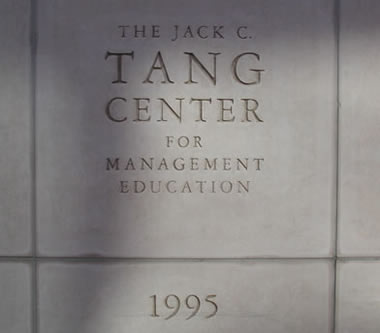 THE JACK C.
TANG
CENTER
FOR
MANAGEMENT
EDUCATION
1995